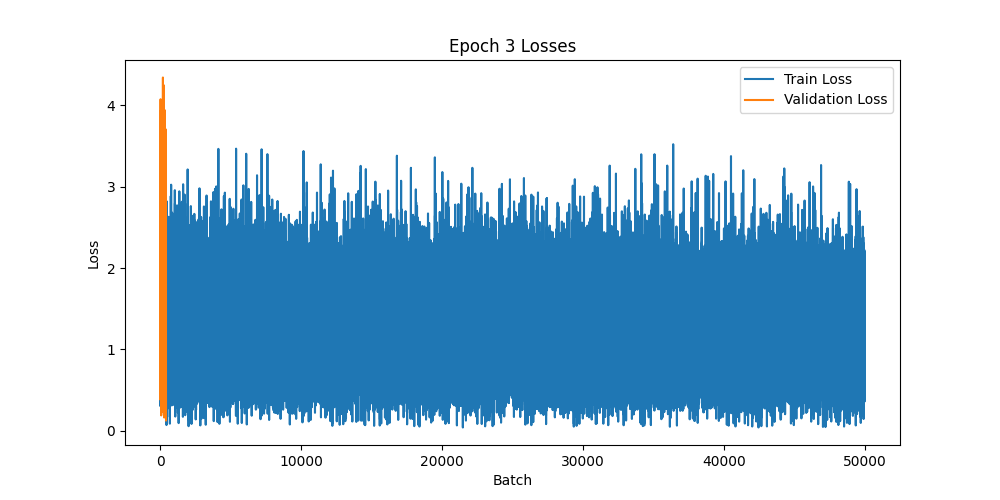 Epoch 3 Losses
Train Loss
Validation Loss
Loss
4
3
2
1
0
0 10000 20000 30000 40000 50000
Batch